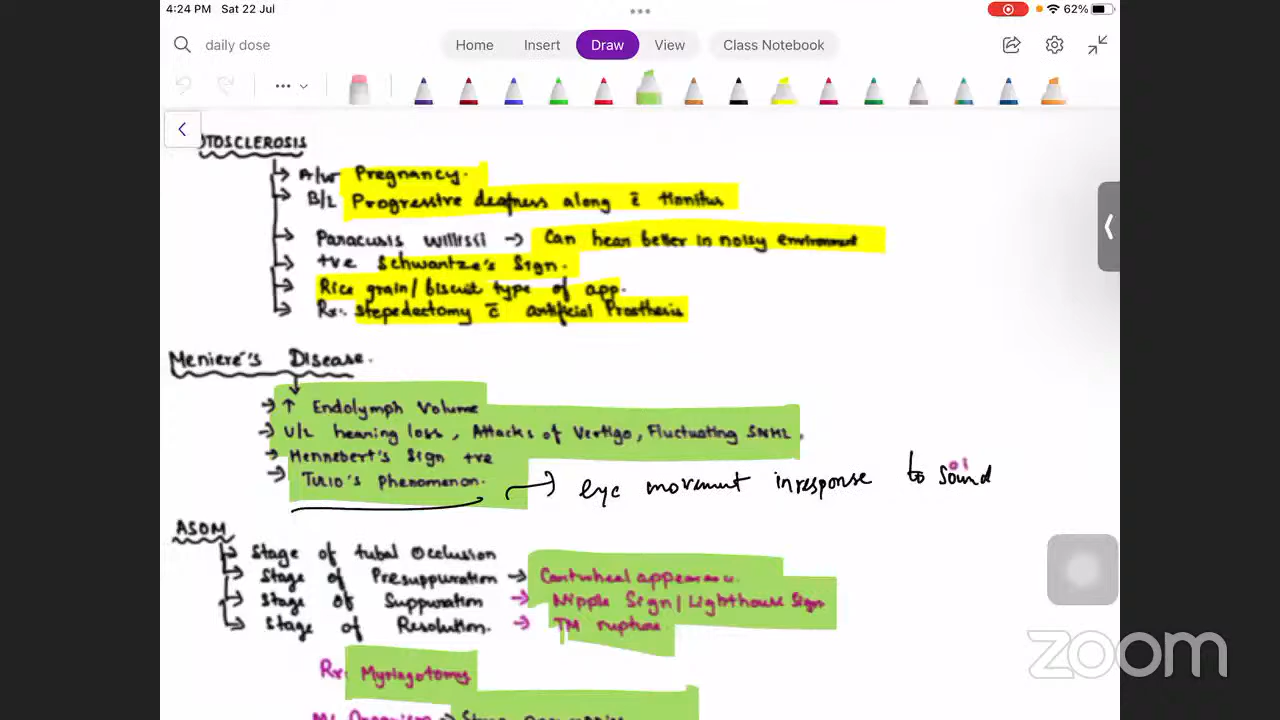 4:24 PM Sat 22 Jul
62%
daily dose
Home Insert Draw View Class Notebook
OTOSCLEROSIS
A/w Pregnancy.
B/L Progressive deafness along c̄ tinnitus
Paracusis willisii → Can hear better in noisy environment
+ve Schwantze's Sign.
Rice grain/biscuit type of app.
Rx:. stepedectomy c̄ artificial Prosthesis
Meniere's Disease.
→ ↑ Endolymph Volume
→ U/L hearing loss, Attacks of Vertigo, Fluctuating SNHL,
→ Hennebert's Sign +ve
→ Tulio's phenomenon. → eye movement in response to sound
ASOM
Stage of tubal Occlusion
Stage of Presuppuration → Cartwheel appearance.
Stage of Suppuration → Nipple Sign/Lighthouse Sign
Stage of Resolution. → TM rupture
Rx: Myringotomy
M/c Organism →
zoom